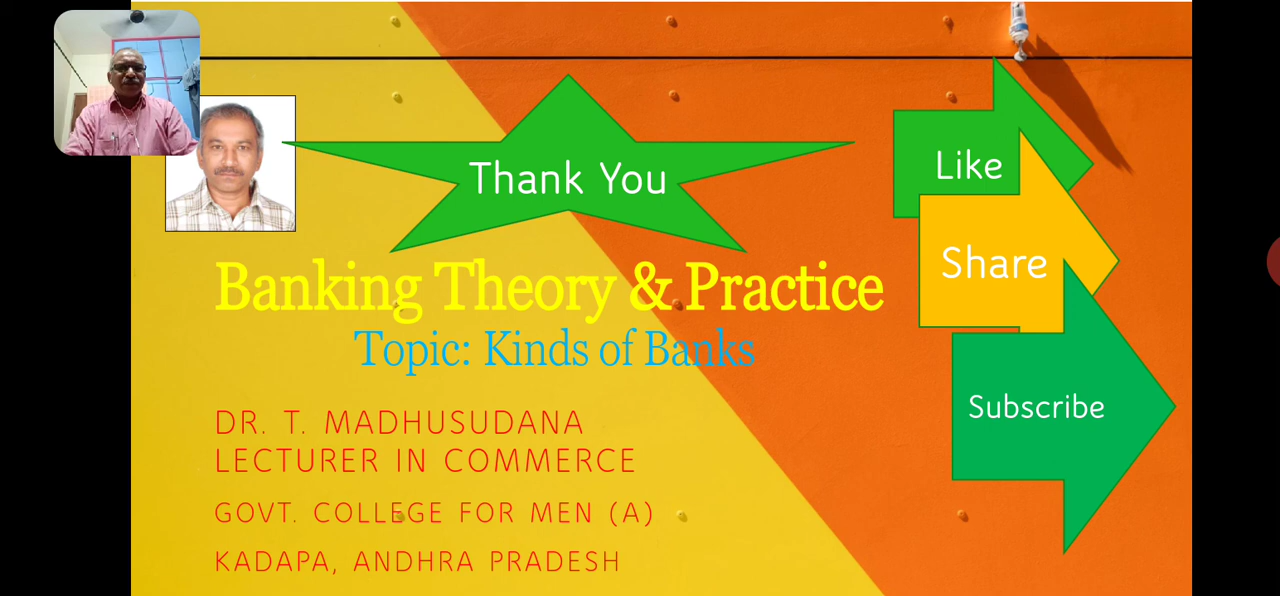 Thank You
Like
Share
Subscribe
Banking Theory & Practice
Topic: Kinds of Banks
DR. T. MADHUSUDANA
LECTURER IN COMMERCE
GOVT. COLLEGE FOR MEN (A)
KADAPA, ANDHRA PRADESH